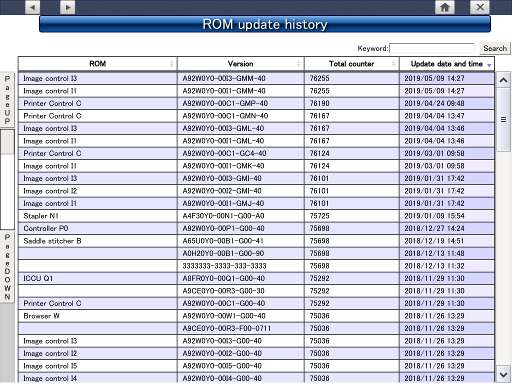 ROM update history
Keyword: Search
ROM Version Total counter Update date and time
Image control I3 A92W0Y0-00I3-GMM-40 76255 2019/05/09 14:27
Image control I1 A92W0Y0-00I1-GMM-40 76255 2019/05/09 14:27
Printer Control C A92W0Y0-00C1-GMP-40 76190 2019/04/24 09:48
Printer Control C A92W0Y0-00C1-GMN-40 76167 2019/04/04 13:47
Image control I3 A92W0Y0-00I3-GML-40 76167 2019/04/04 13:46
Image control I1 A92W0Y0-00I1-GML-40 76167 2019/04/04 13:46
Printer Control C A92W0Y0-00C1-GC4-40 76124 2019/03/01 09:58
Image control I1 A92W0Y0-00I1-GMK-40 76124 2019/03/01 09:58
Image control I3 A92W0Y0-00I3-GMI-40 76101 2019/01/31 17:42
Image control I2 A92W0Y0-00I2-GMI-40 76101 2019/01/31 17:42
Image control I1 A92W0Y0-00I1-GMJ-40 76101 2019/01/31 17:42
Stapler N1 A4F30Y0-00N1-G00-A0 75725 2019/01/09 15:54
Controller P0 A92W0Y0-00P1-G00-40 75698 2018/12/27 14:24
Saddle stitcher B A65U0Y0-00B1-G00-41 75698 2018/12/19 14:51
A0H20Y0-00B1-G00-90 75698 2018/12/13 11:48
3333333-3333-333-3333 75698 2018/12/13 11:32
ICCU Q1 A8FR0Y0-00Q1-G00-40 75292 2018/11/29 11:30
A9CE0Y0-00R3-G00-30 75292 2018/11/29 11:30
Printer Control C A92W0Y0-00C1-G00-40 75292 2018/11/29 11:30
Browser W A92W0Y0-00W1-G00-40 75036 2018/11/26 13:29
A9CE0Y0-00R3-F00-0711 75036 2018/11/26 13:29
Image control I3 A92W0Y0-00I3-G00-40 75036 2018/11/26 13:29
Image control I2 A92W0Y0-00I2-G00-40 75036 2018/11/26 13:29
Image control I5 A92W0Y0-00I5-G00-40 75036 2018/11/26 13:29
Image control I4 A92W0Y0-00I4-G00-40 75036 2018/11/26 13:29
PageUP
PageDOWN